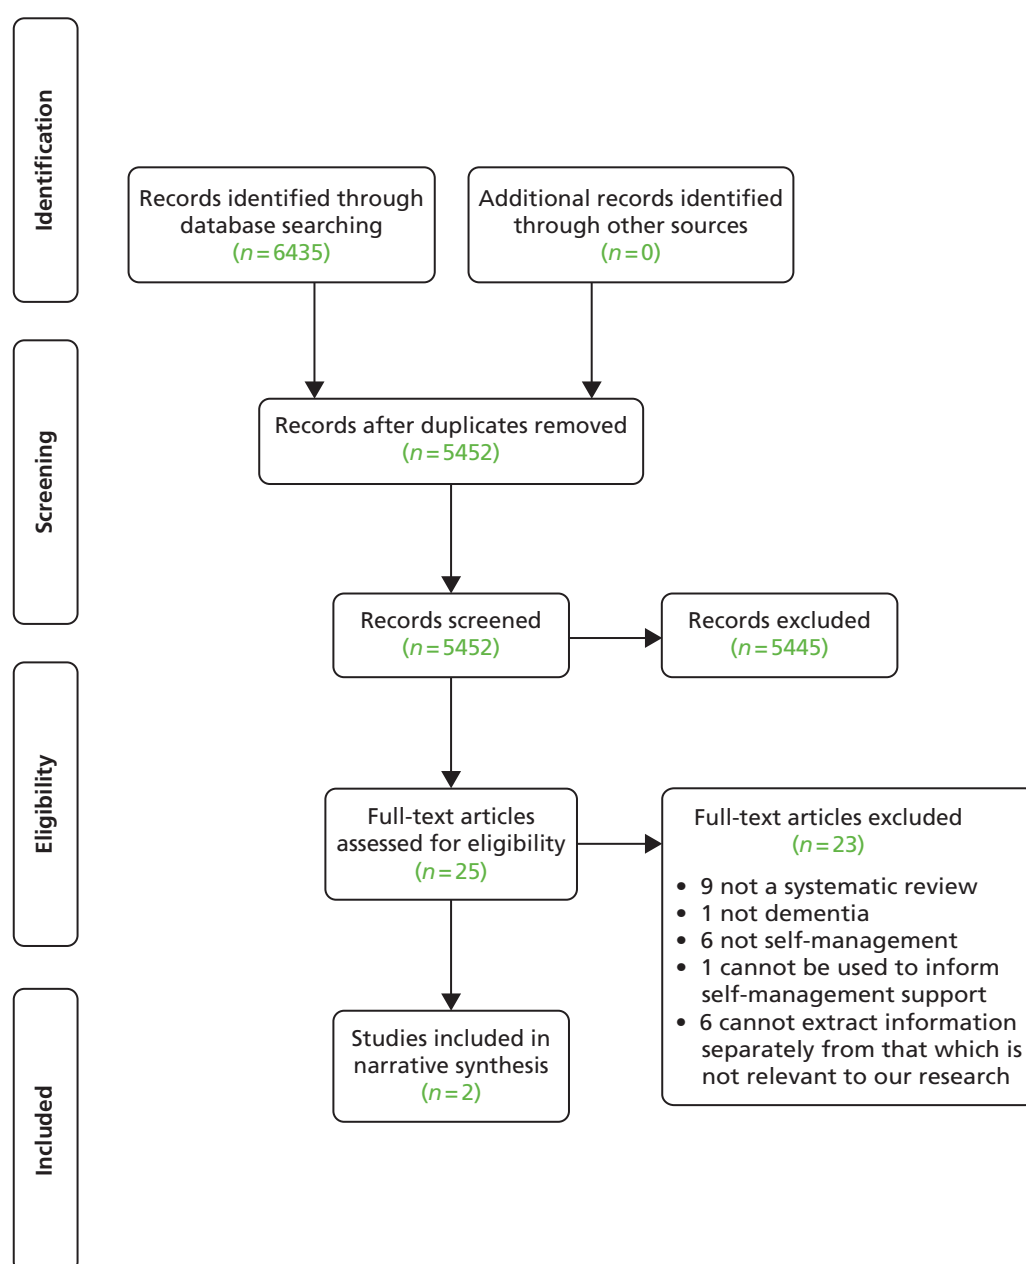 Identification
Records identified through
database searching
(n=6435)
Additional records identified
through other sources
(n=0)
Screening
Records after duplicates removed
(n=5452)
Records screened
(n=5452)
Records excluded
(n=5445)
Eligibility
Full-text articles
assessed for eligibility
(n=25)
Full-text articles excluded
(n=23)
• 9 not a systematic review
• 1 not dementia
• 6 not self-management
• 1 cannot be used to inform
self-management support
• 6 cannot extract information
separately from that which is
not relevant to our research
Included
Studies included in
narrative synthesis
(n=2)